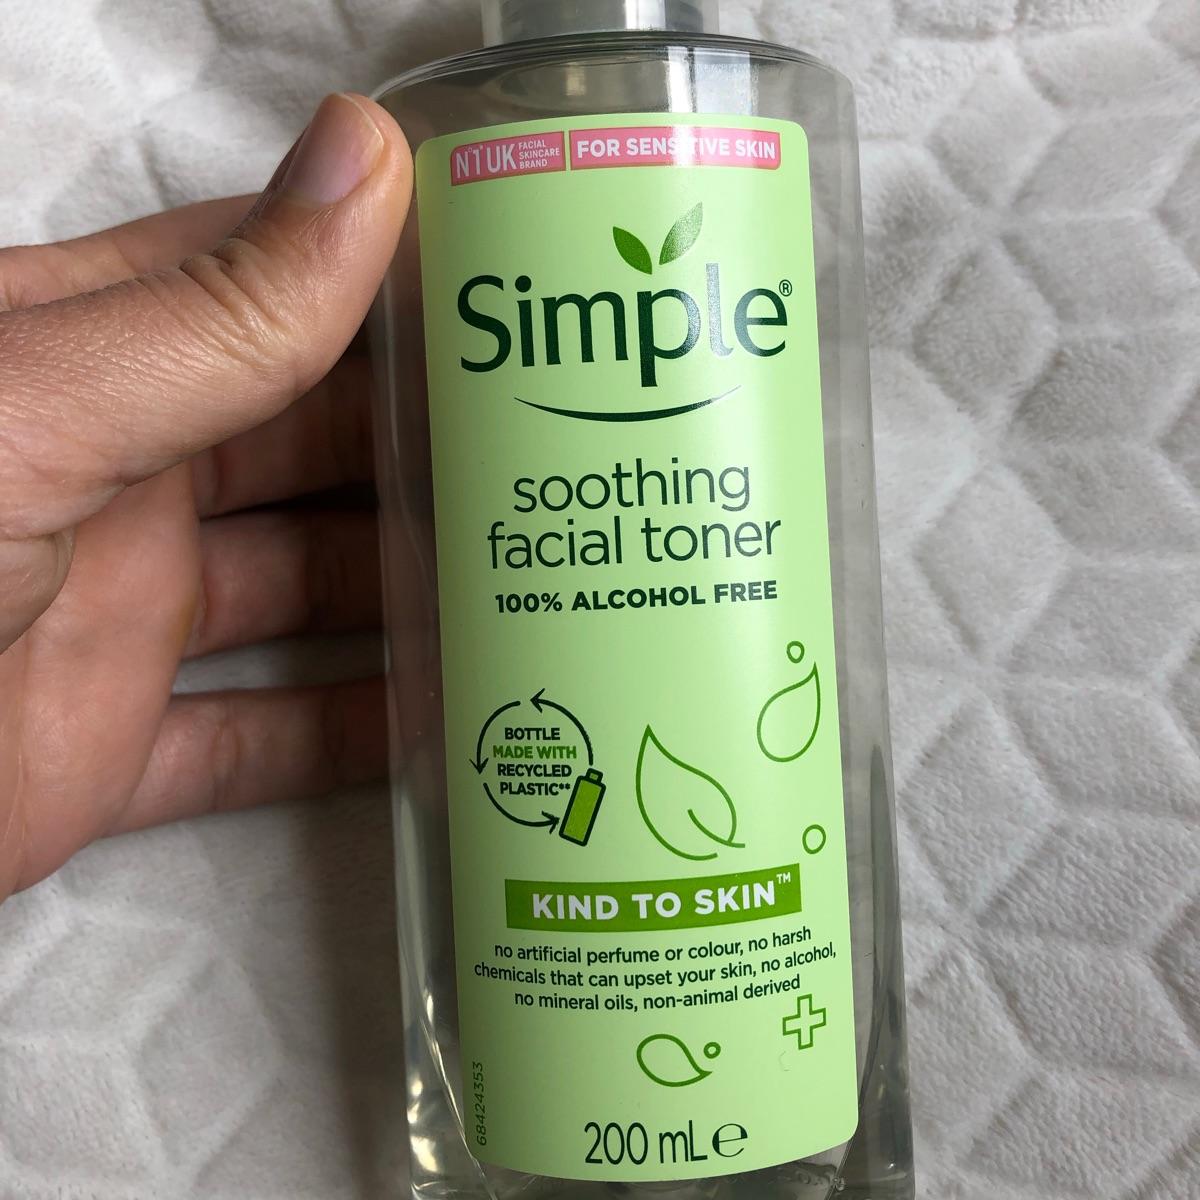 N°1 UK FACIAL SKINCARE BRAND FOR SENSITIVE SKIN
Simple®
soothing
facial toner
100% ALCOHOL FREE
BOTTLE
MADE WITH
RECYCLED
PLASTIC**
KIND TO SKIN™
no artificial perfume or colour, no harsh
chemicals that can upset your skin, no alcohol,
no mineral oils, non-animal derived
68424353
200 mL ℮